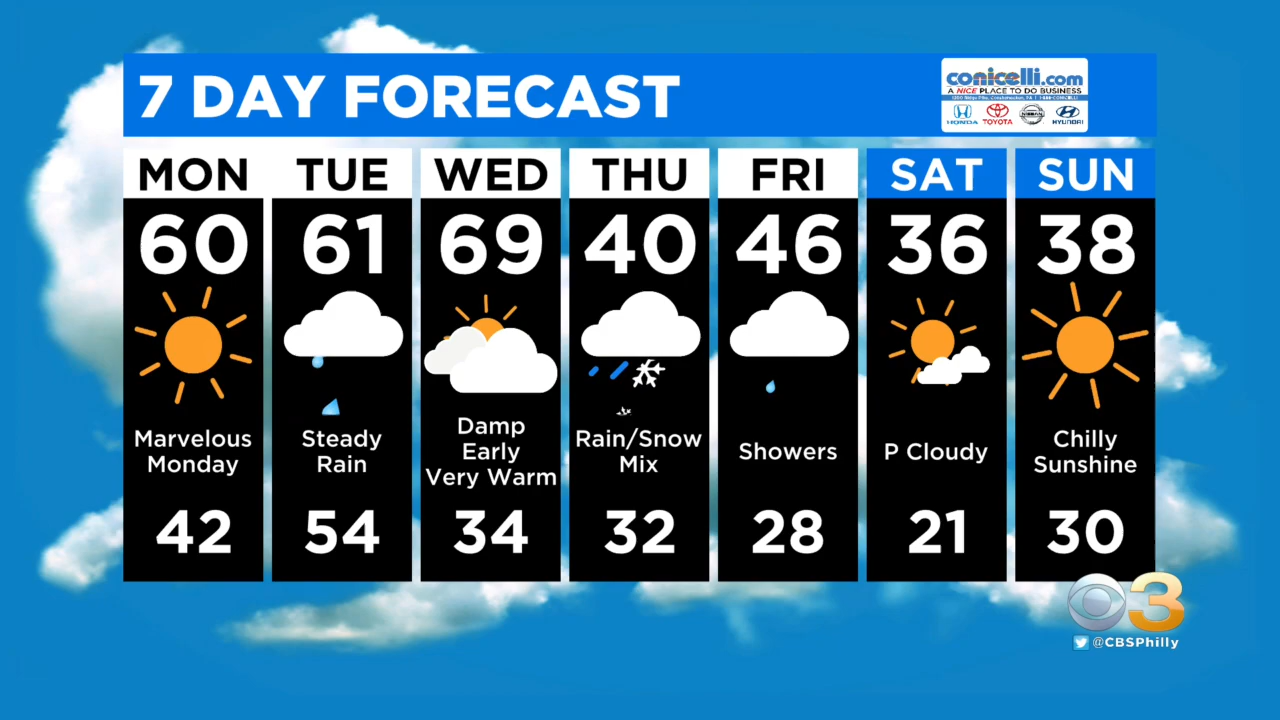 7 DAY FORECAST
conicelli.com
A NICE PLACE TO DO BUSINESS
HONDA TOYOTA NISSAN HYUNDAI
MON TUE WED THU FRI SAT SUN
60 61 69 40 46 36 38
Marvelous
Monday
Steady
Rain
Damp
Early
Very Warm
Rain/Snow
Mix
Showers
P Cloudy
Chilly
Sunshine
42 54 34 32 28 21 30
3
@CBSPhilly